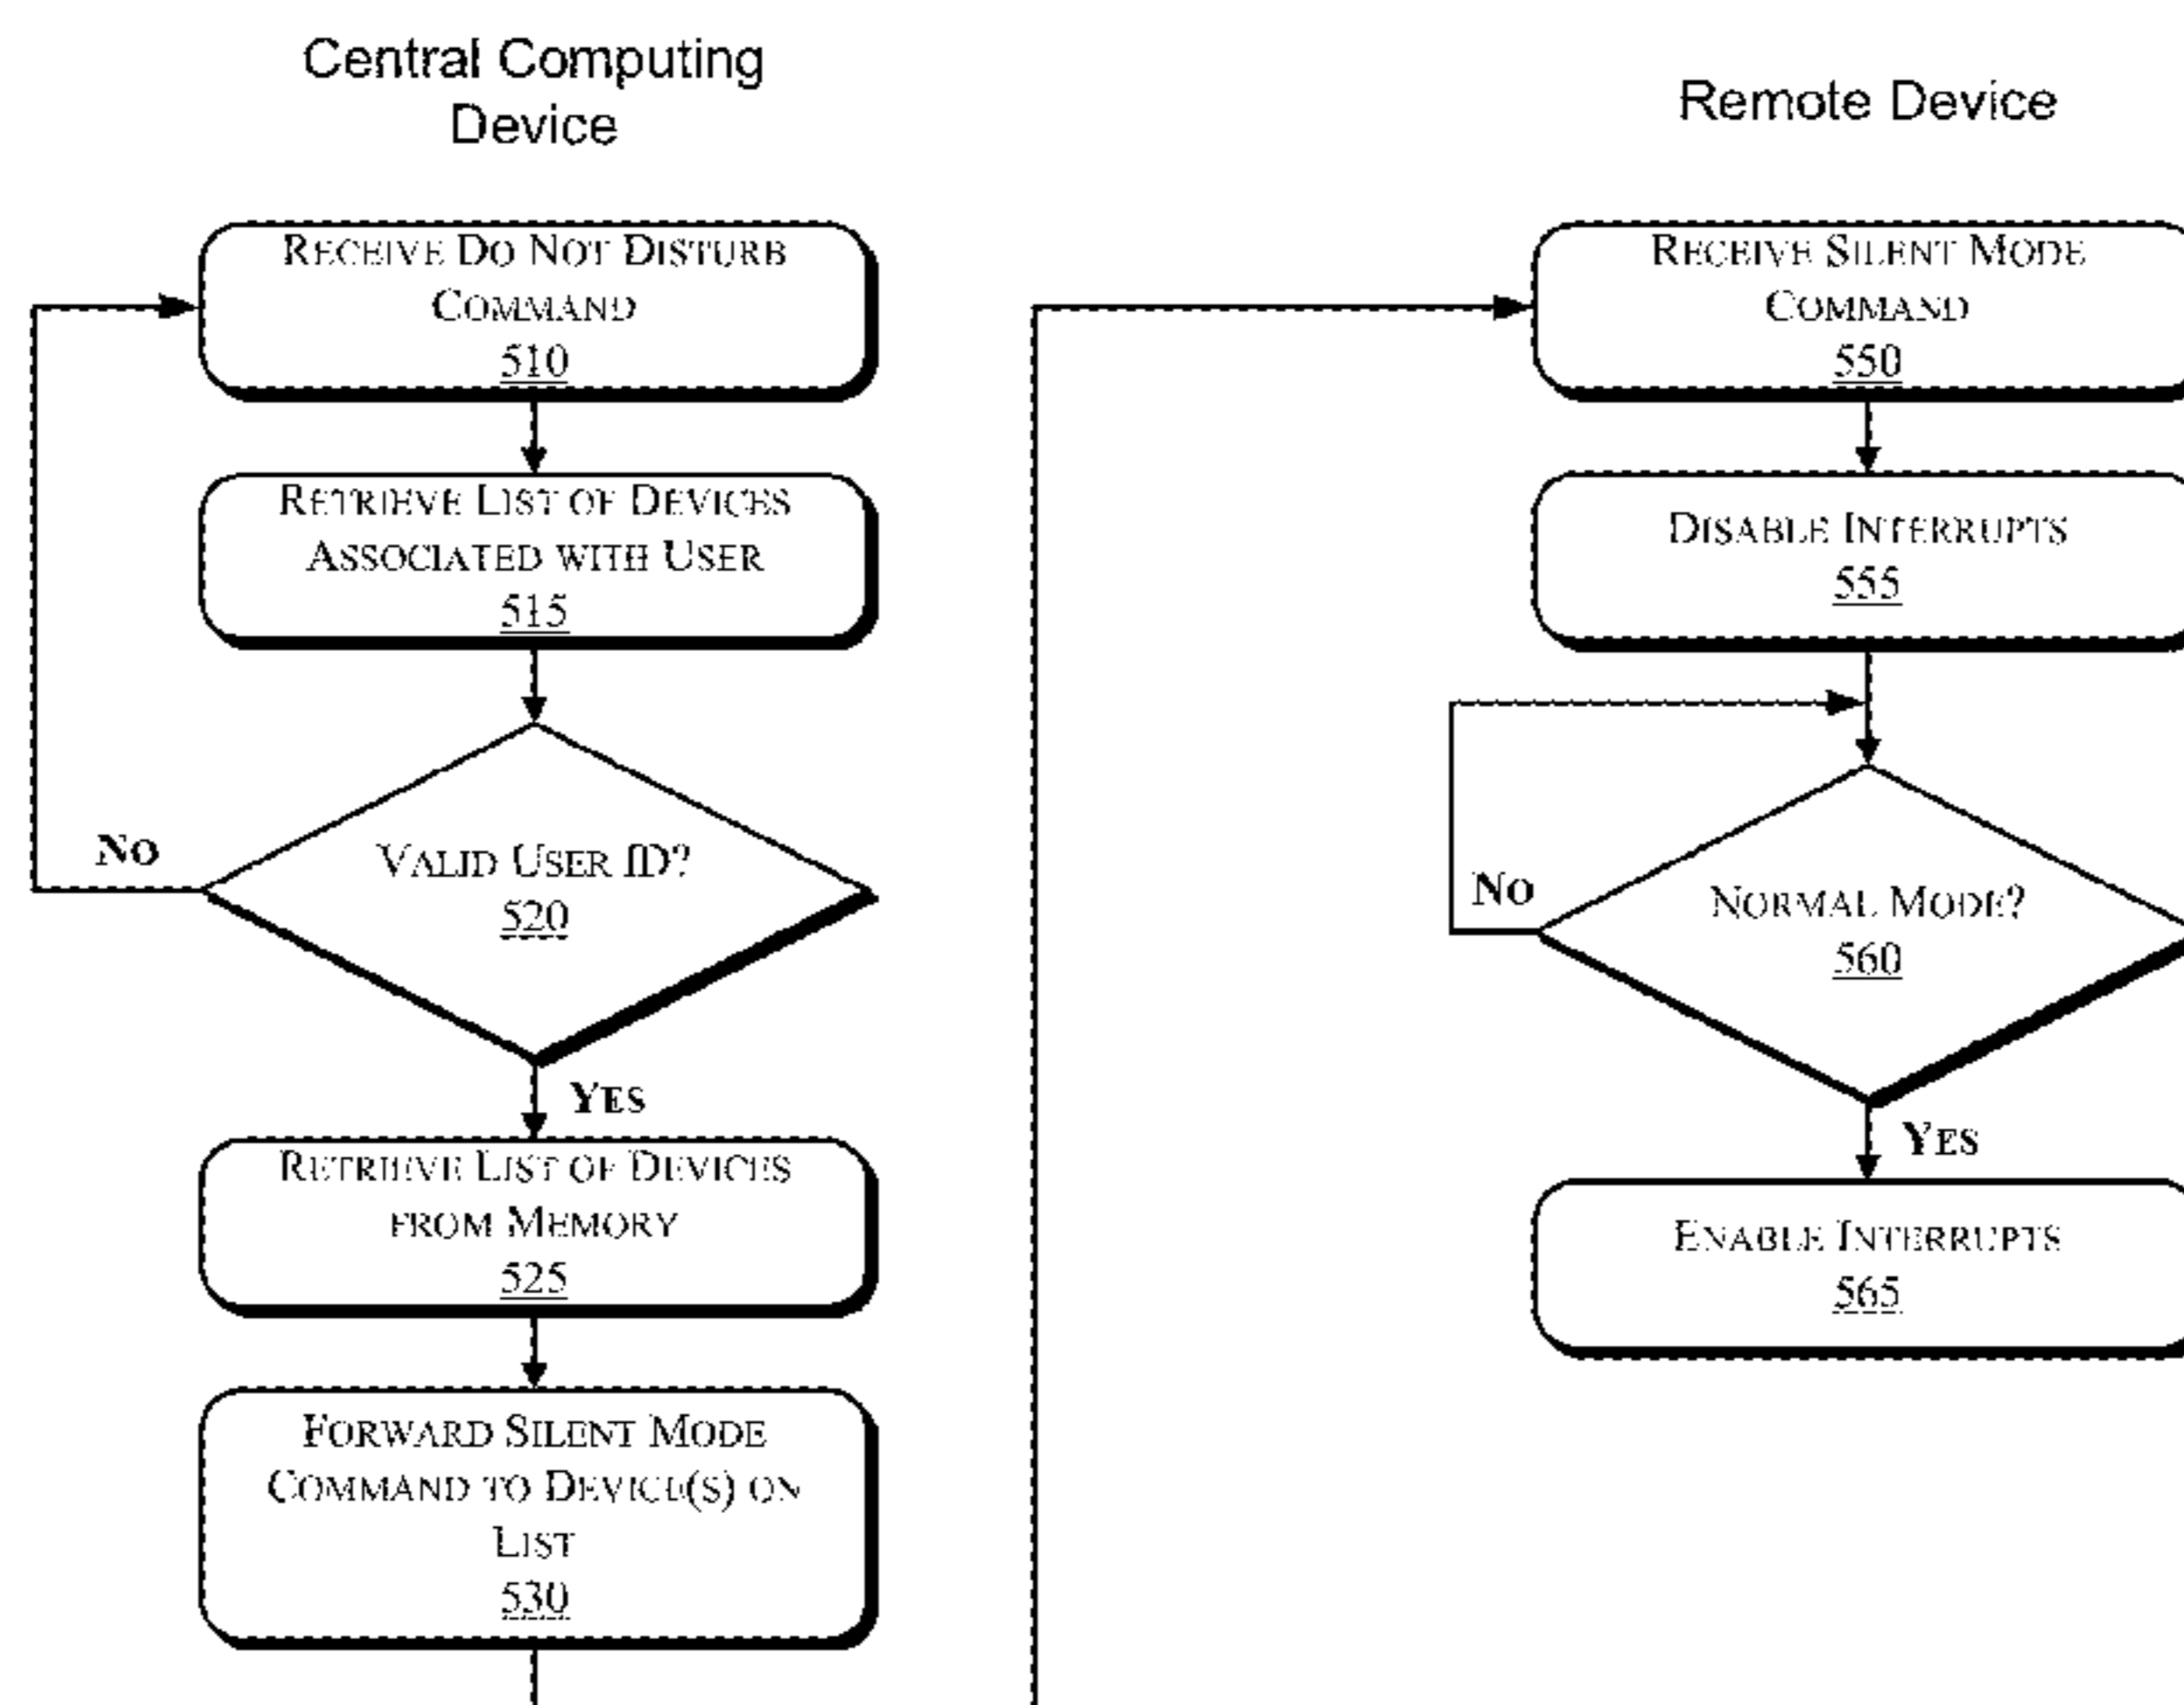 Central Computing
Device
RECEIVE DO NOT DISTURB
COMMAND
510
RETRIEVE LIST OF DEVICES
ASSOCIATED WITH USER
515
VALID USER ID?
520
NO
YES
RETRIEVE LIST OF DEVICES
FROM MEMORY
525
FORWARD SILENT MODE
COMMAND TO DEVICE(S) ON
LIST
530
Remote Device
RECEIVE SILENT MODE
COMMAND
550
DISABLE INTERRUPTS
555
NORMAL MODE?
560
NO
YES
ENABLE INTERRUPTS
565